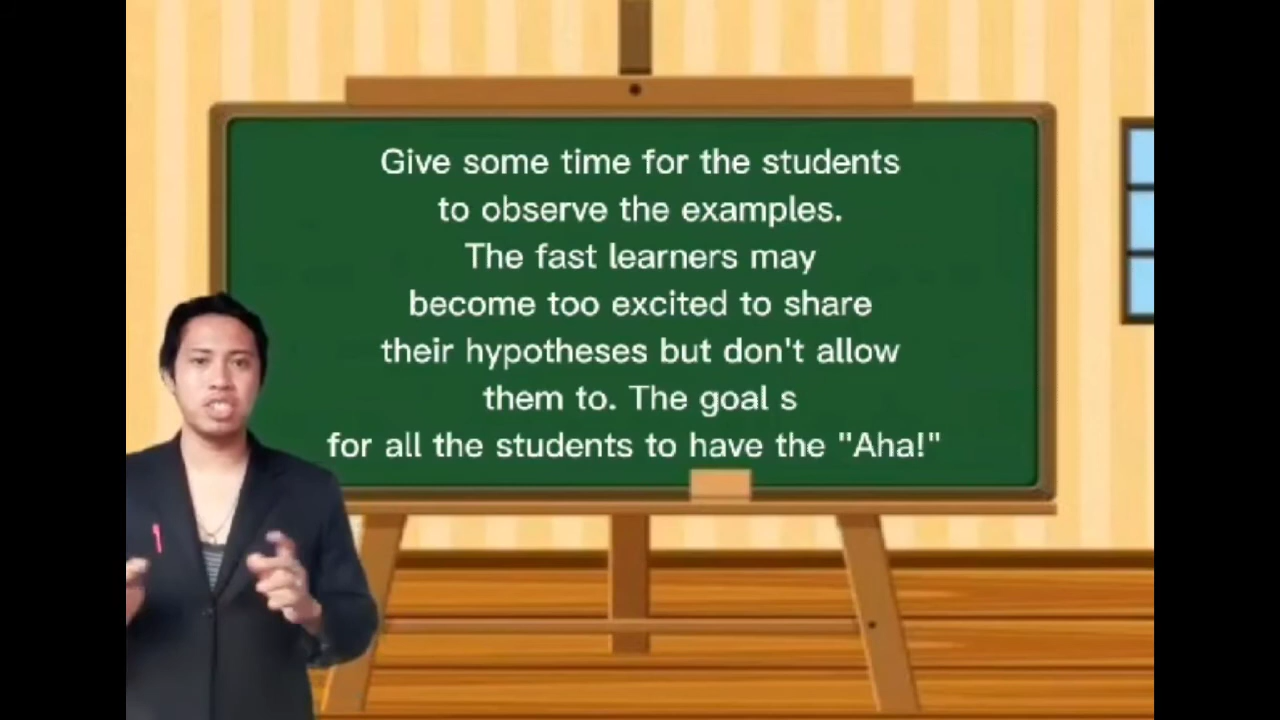 Give some time for the students
to observe the examples.
The fast learners may
become too excited to share
their hypotheses but don't allow
them to. The goal s
for all the students to have the "Aha!"